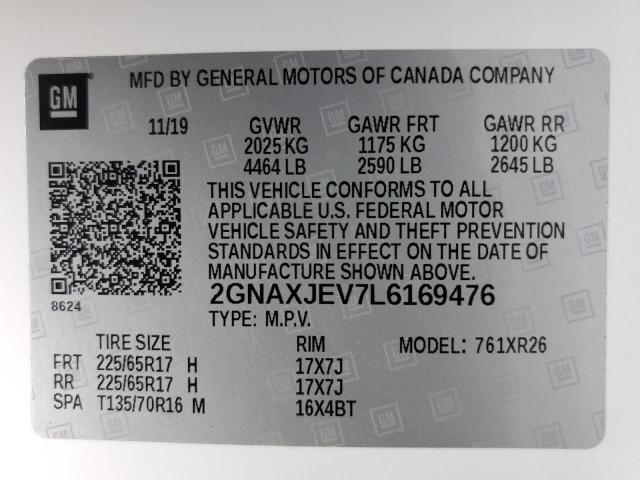 GM
MFD BY GENERAL MOTORS OF CANADA COMPANY
11/19 GVWR GAWR FRT GAWR RR
2025 KG 1175 KG 1200 KG
4464 LB 2590 LB 2645 LB
THIS VEHICLE CONFORMS TO ALL
APPLICABLE U.S. FEDERAL MOTOR
VEHICLE SAFETY AND THEFT PREVENTION
STANDARDS IN EFFECT ON THE DATE OF
MANUFACTURE SHOWN ABOVE.
8624
2GNAXJEV7L6169476
TYPE: M.P.V.
TIRE SIZE RIM MODEL: 761XR26
FRT 225/65R17 H 17X7J
RR 225/65R17 H 17X7J
SPA T135/70R16 M 16X4BT